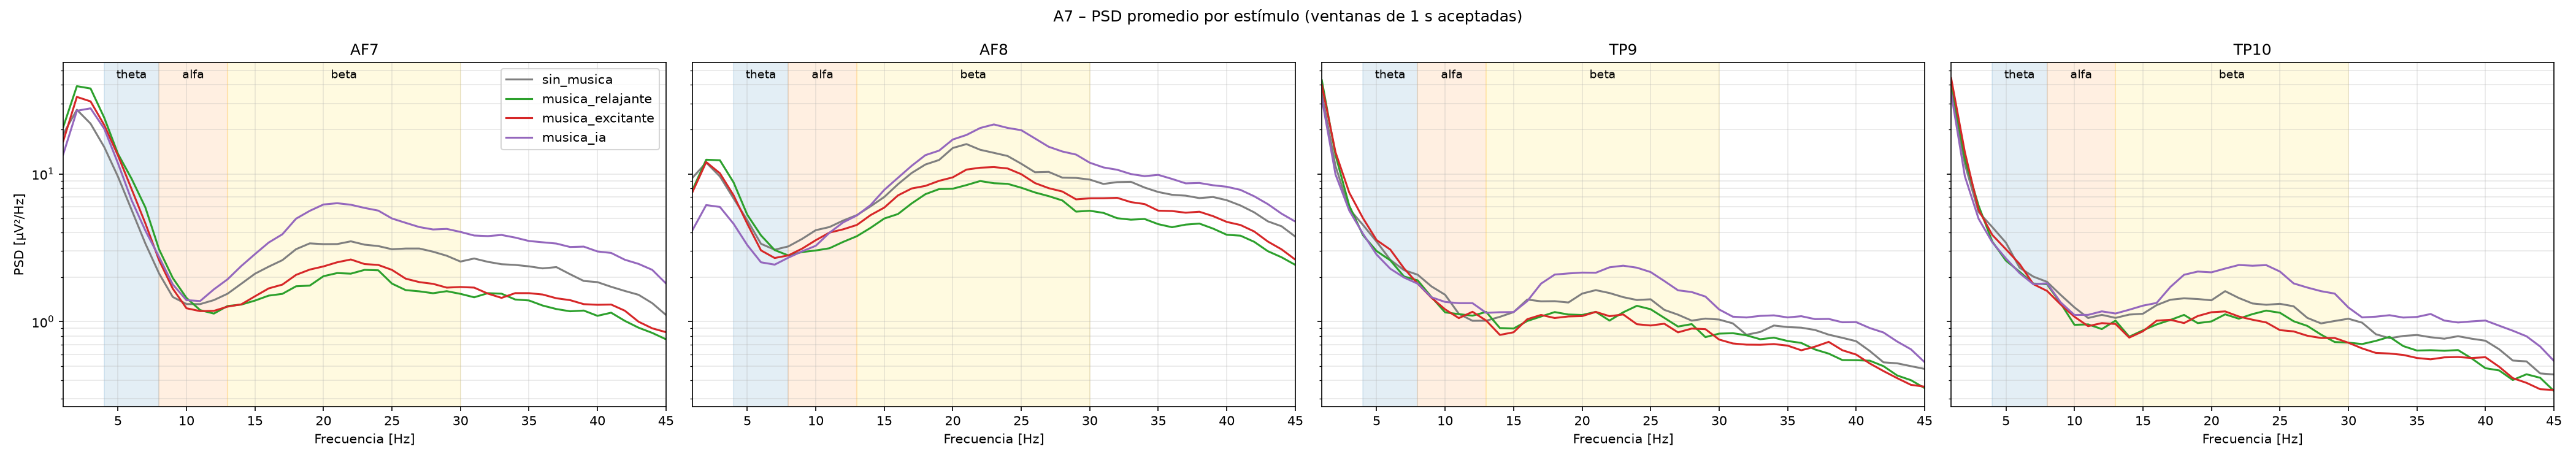 A7 – PSD promedio por estímulo (ventanas de 1 s aceptadas)
AF7
AF8
TP9
TP10
theta alfa beta
theta alfa beta
theta alfa beta
theta alfa beta
sin_musica
musica_relajante
musica_excitante
musica_ia
PSD [µV²/Hz]
10¹
10⁰
5 10 15 20 25 30 35 40 45
5 10 15 20 25 30 35 40 45
5 10 15 20 25 30 35 40 45
5 10 15 20 25 30 35 40 45
Frecuencia [Hz]
Frecuencia [Hz]
Frecuencia [Hz]
Frecuencia [Hz]